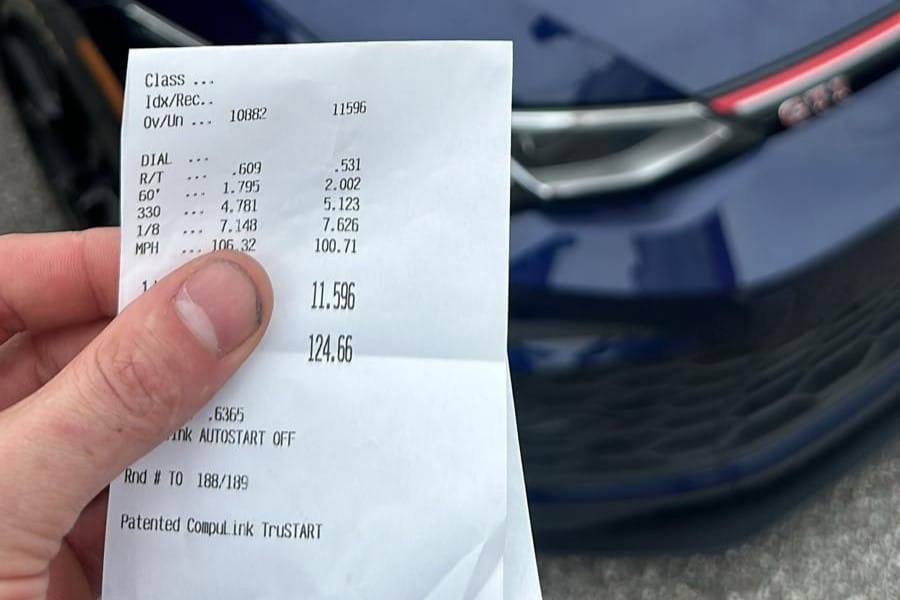 Class ...
Idx/Rec..
Ov/Un ... 10882 11596
DIAL ...
R/T ... .609 .531
60' ... 1.795 2.002
330 ... 4.781 5.123
1/8 ... 7.148 7.626
MPH ... 106.32 100.71
11.596
124.66
.6365
AUTOSTART OFF
Rnd # TO 188/189
Patented CompuLink TruSTART
GTI